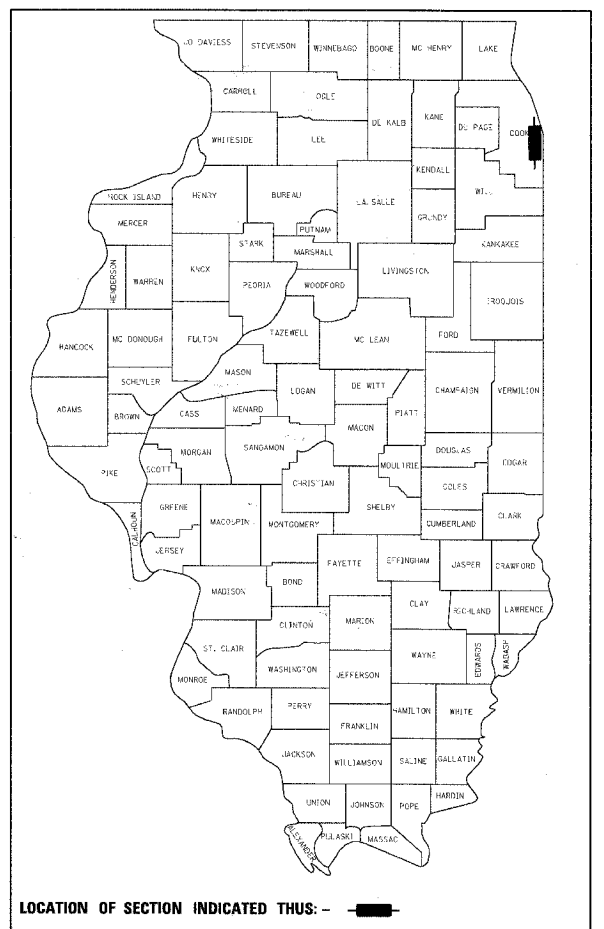 JO DAVIESS STEVENSON WINNEBAGO BOONE MC HENRY LAKE
CARROLL OGLE
DE KALB KANE DU PAGE COOK
WHITESIDE LEE
KENDALL
ROCK ISLAND HENRY BUREAU LA SALLE WILL
GRUNDY
MERCER PUTNAM
STARK KANKAKEE
MARSHALL
HENDERSON WARREN KNOX LIVINGSTON
PEORIA WOODFORD IROQUOIS
TAZEWELL
HANCOCK MC DONOUGH FULTON MC LEAN FORD
MASON
SCHUYLER DE WITT
LOGAN CHAMPAIGN VERMILION
ADAMS BROWN CASS MENARD PIATT
MACON
SANGAMON DOUGLAS
MORGAN MOULTRIE EDGAR
PIKE SCOTT
CHRISTIAN COLES
GREENE SHELBY
CALHOUN MACOUPIN MONTGOMERY CUMBERLAND CLARK
JERSEY
FAYETTE EFFINGHAM JASPER CRAWFORD
BOND
MADISON CLAY
CLINTON MARION RICHLAND LAWRENCE
ST. CLAIR
WASHINGTON WAYNE EDWARDS WABASH
JEFFERSON
MONROE
RANDOLPH PERRY HAMILTON WHITE
FRANKLIN
JACKSON SALINE GALLATIN
WILLIAMSON
HARDIN
UNION JOHNSON POPE
ALEXANDER PULASKI MASSAC
LOCATION OF SECTION INDICATED THUS: -